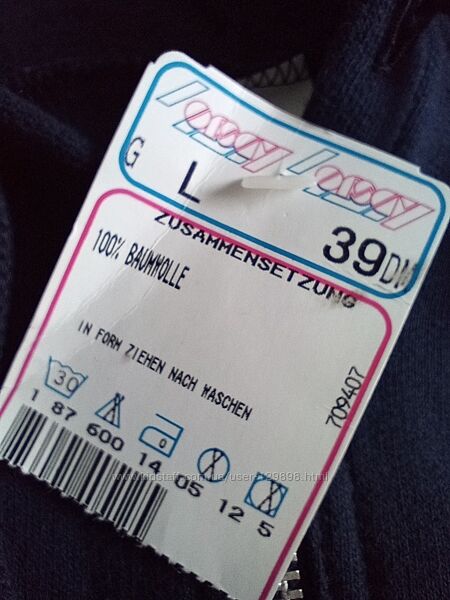 G
L
39DM
ZUSAMMENSETZUNG
100% BAUMWOLLE
IN FORM ZIEHEN NACH WASCHEN
709407
30
1 87 600 14 05 12 5